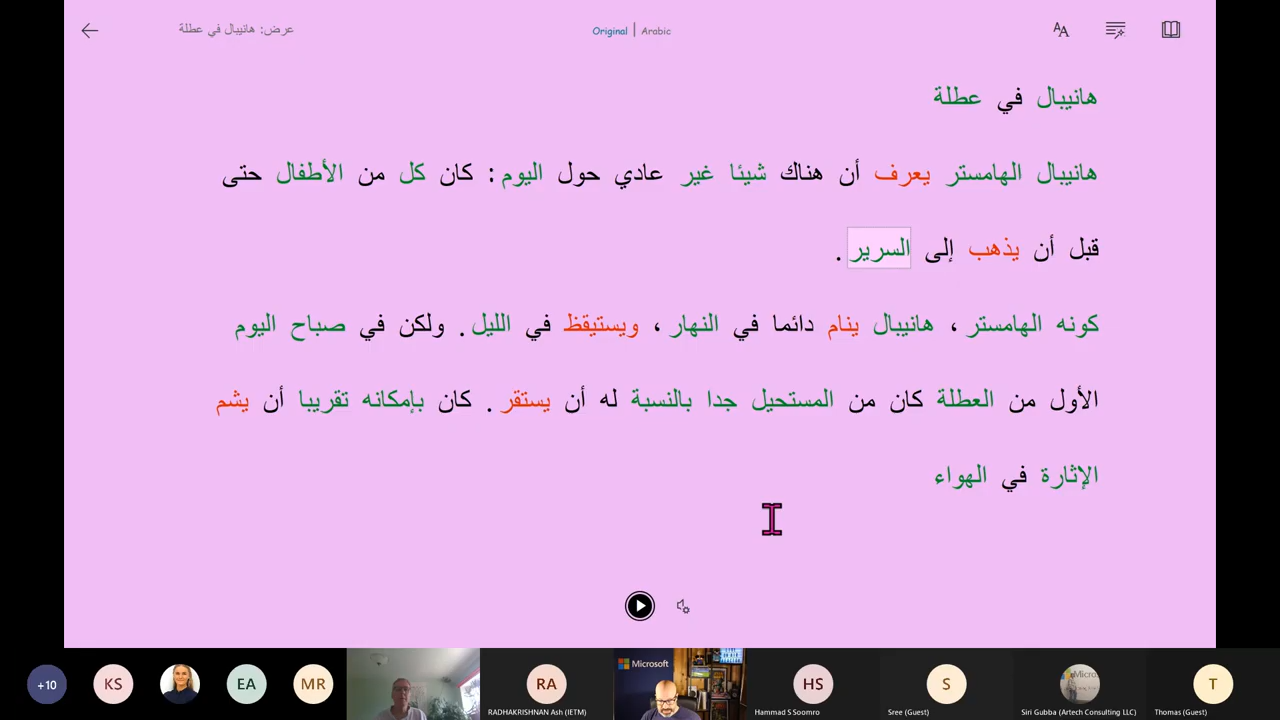 عرض: هانيبال في عطلة
Original | Arabic
AA
هانيبال في عطلة
هانيبال الهامستر يعرف أن هناك شيئا غير عادي حول اليوم: كان كل من الأطفال حتى
قبل أن يذهب إلى السرير.
كونه الهامستر، هانيبال ينام دائما في النهار، ويستيقظ في الليل. ولكن في صباح اليوم
الأول من العطلة كان من المستحيل جدا بالنسبة له أن يستقر. كان بإمكانه تقريبا أن يشم
الإثارة في الهواء
+10
KS
EA
MR
Microsoft
RA
RADHAKRISHNAN Ash (IETM)
HS
Hammad S Soomro
S
Sree (Guest)
Siri Gubba (Artech Consulting LLC)
T
Thomas (Guest)